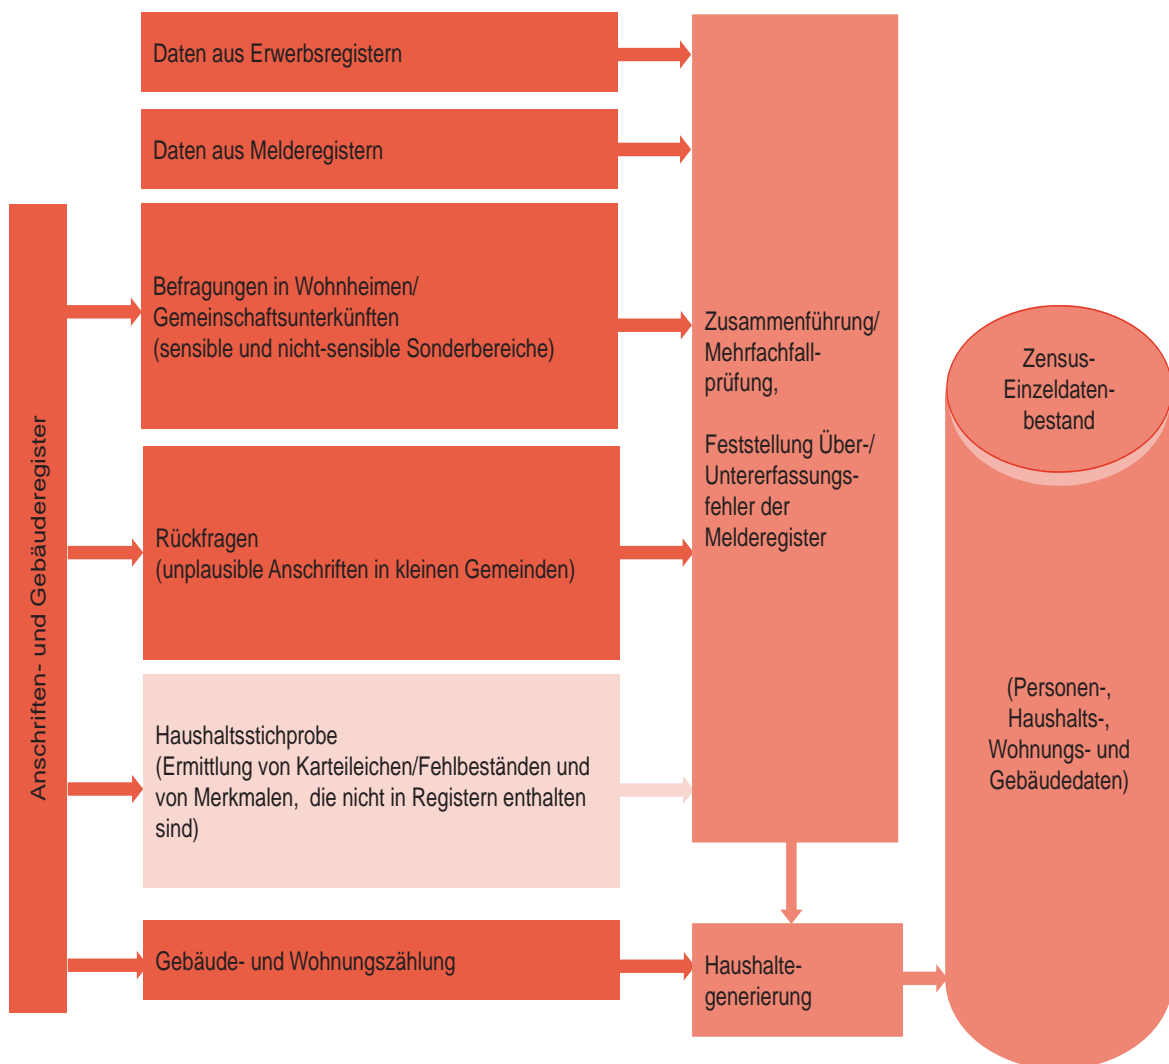 Daten aus Erwerbsregistern
Daten aus Melderegistern
Anschriften- und Gebäuderegister
Befragungen in Wohnheimen/
Gemeinschaftsunterkünften
(sensible und nicht-sensible Sonderbereiche)
Rückfragen
(unplausible Anschriften in kleinen Gemeinden)
Haushaltsstichprobe
(Ermittlung von Karteileichen/Fehlbeständen und
von Merkmalen, die nicht in Registern enthalten
sind)
Gebäude- und Wohnungszählung
Zusammenführung/
Mehrfachfall-
prüfung,
Feststellung Über-/
Untererfassungs-
fehler der
Melderegister
Haushalte-
generierung
Zensus-
Einzeldaten-
bestand
(Personen-,
Haushalts-,
Wohnungs- und
Gebäudedaten)